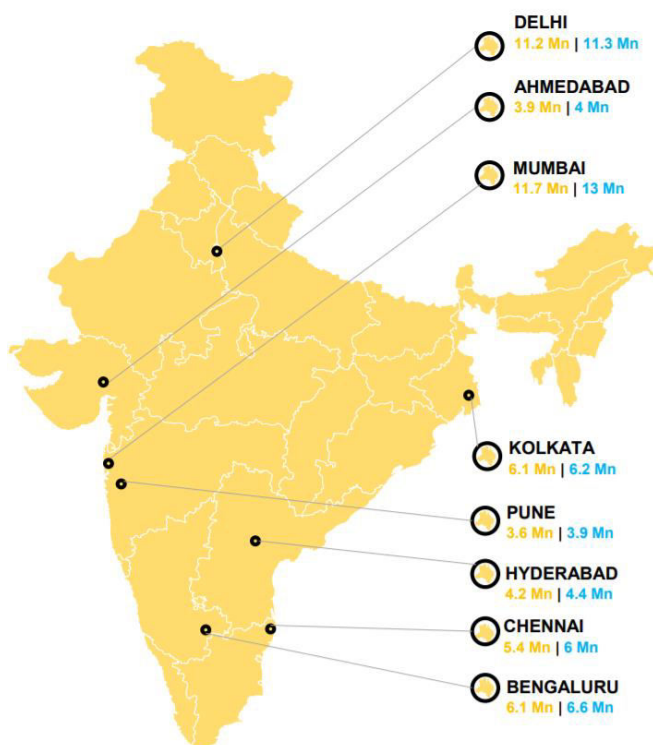 DELHI
11.2 Mn | 11.3 Mn
AHMEDABAD
3.9 Mn | 4 Mn
MUMBAI
11.7 Mn | 13 Mn
KOLKATA
6.1 Mn | 6.2 Mn
PUNE
3.6 Mn | 3.9 Mn
HYDERABAD
4.2 Mn | 4.4 Mn
CHENNAI
5.4 Mn | 6 Mn
BENGALURU
6.1 Mn | 6.6 Mn